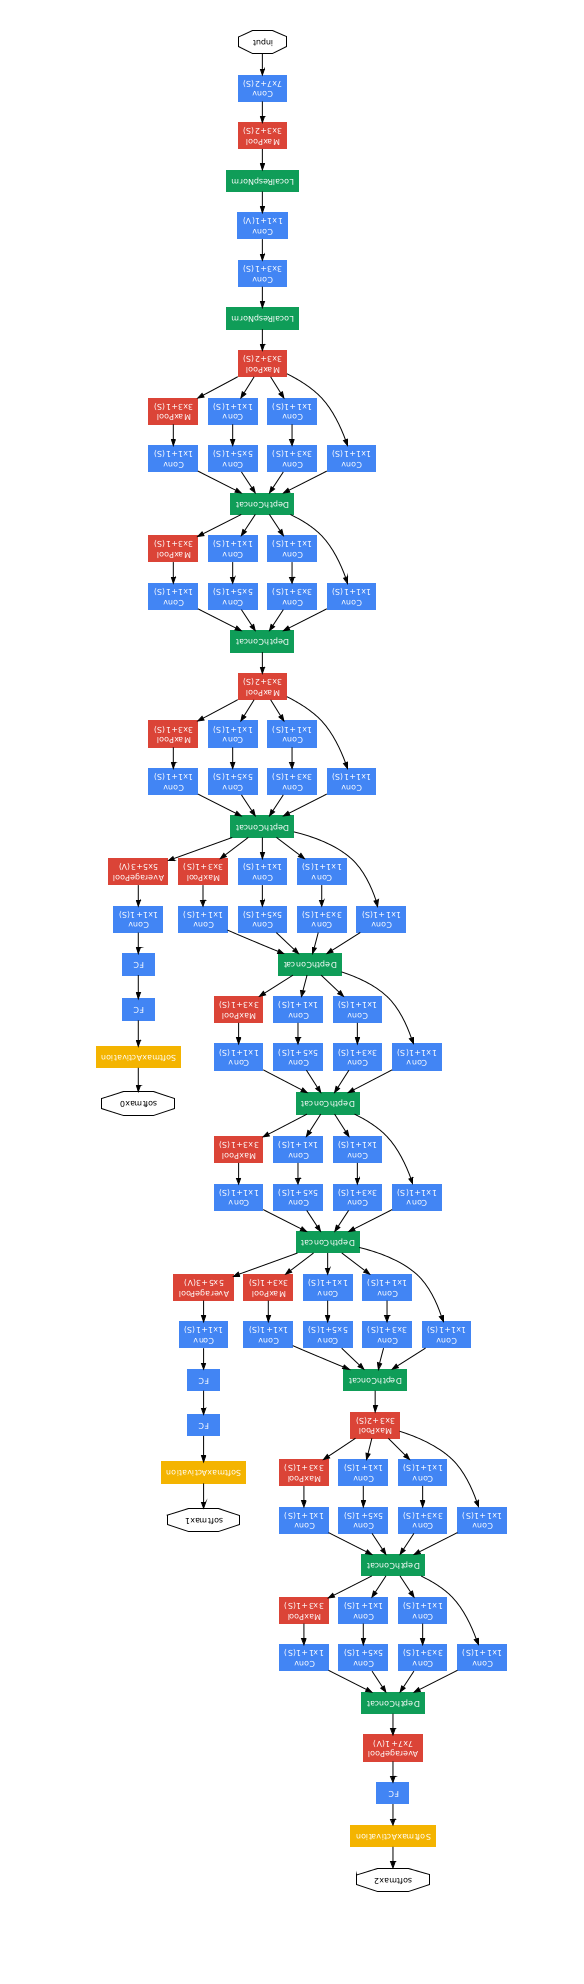 softmax2
SoftmaxActivation
FC
AveragePool
7x7+1(V)
DepthConcat
Conv Conv Conv Conv
1x1+1(S) 3x3+1(S) 5x5+1(S) 1x1+1(S)
Conv Conv MaxPool
1x1+1(S) 1x1+1(S) 3x3+1(S)
DepthConcat
Conv Conv Conv Conv
1x1+1(S) 3x3+1(S) 5x5+1(S) 1x1+1(S)
softmax1
Conv Conv MaxPool
1x1+1(S) 1x1+1(S) 3x3+1(S)
SoftmaxActivation
MaxPool
3x3+2(S)
FC
DepthConcat
FC
Conv Conv Conv Conv Conv
1x1+1(S) 3x3+1(S) 5x5+1(S) 1x1+1(S) 1x1+1(S)
Conv Conv MaxPool AveragePool
1x1+1(S) 1x1+1(S) 3x3+1(S) 5x5+3(V)
DepthConcat
Conv Conv Conv Conv
1x1+1(S) 3x3+1(S) 5x5+1(S) 1x1+1(S)
Conv Conv MaxPool
1x1+1(S) 1x1+1(S) 3x3+1(S)
DepthConcat
softmax0
Conv Conv Conv Conv
1x1+1(S) 3x3+1(S) 5x5+1(S) 1x1+1(S)
SoftmaxActivation
Conv Conv MaxPool
1x1+1(S) 1x1+1(S) 3x3+1(S)
FC
DepthConcat
FC
Conv Conv Conv Conv Conv
1x1+1(S) 3x3+1(S) 5x5+1(S) 1x1+1(S) 1x1+1(S)
Conv Conv MaxPool AveragePool
1x1+1(S) 1x1+1(S) 3x3+1(S) 5x5+3(V)
DepthConcat
Conv Conv Conv Conv
1x1+1(S) 3x3+1(S) 5x5+1(S) 1x1+1(S)
Conv Conv MaxPool
1x1+1(S) 1x1+1(S) 3x3+1(S)
MaxPool
3x3+2(S)
DepthConcat
Conv Conv Conv Conv
1x1+1(S) 3x3+1(S) 5x5+1(S) 1x1+1(S)
Conv Conv MaxPool
1x1+1(S) 1x1+1(S) 3x3+1(S)
DepthConcat
Conv Conv Conv Conv
1x1+1(S) 3x3+1(S) 5x5+1(S) 1x1+1(S)
Conv Conv MaxPool
1x1+1(S) 1x1+1(S) 3x3+1(S)
MaxPool
3x3+2(S)
LocalRespNorm
Conv
3x3+1(S)
Conv
1x1+1(V)
LocalRespNorm
MaxPool
3x3+2(S)
Conv
7x7+2(S)
input